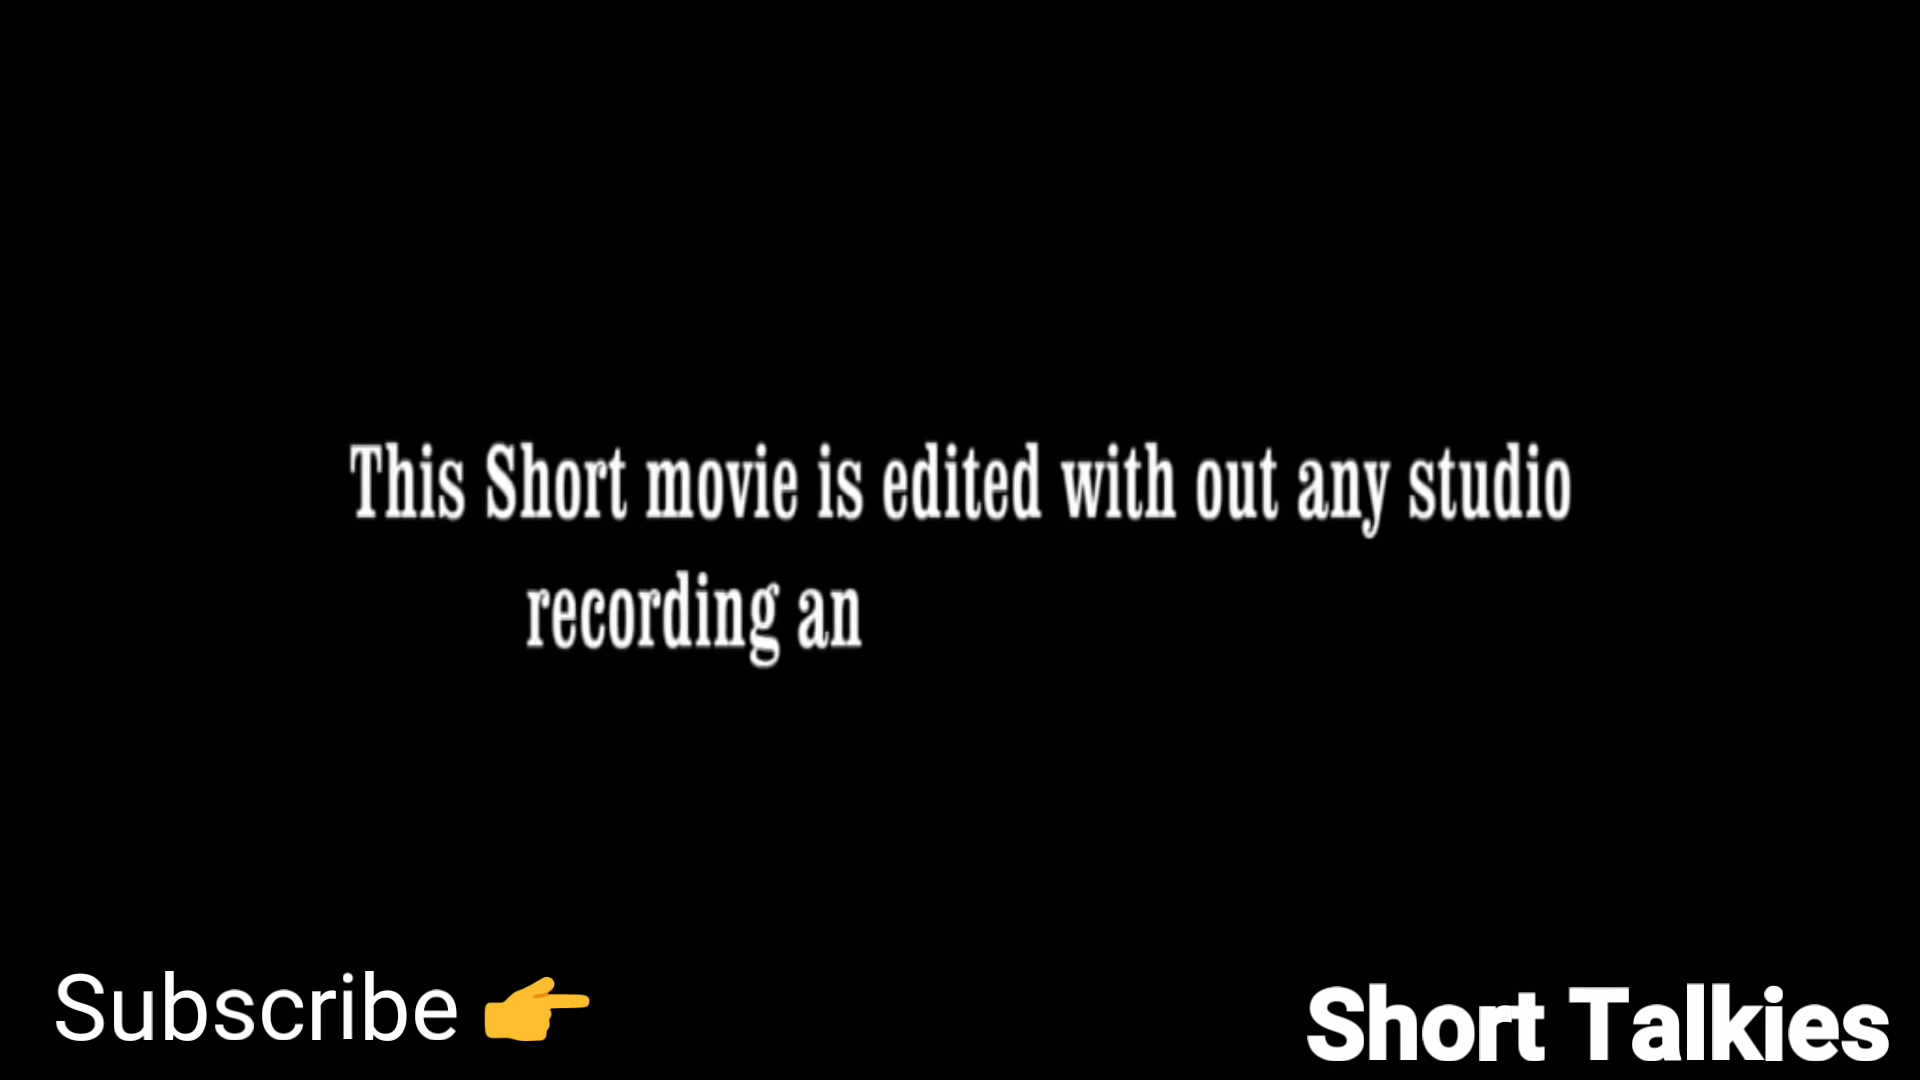 This Short movie is edited with out any studio
recording an
Subscribe 👉
Short Talkies